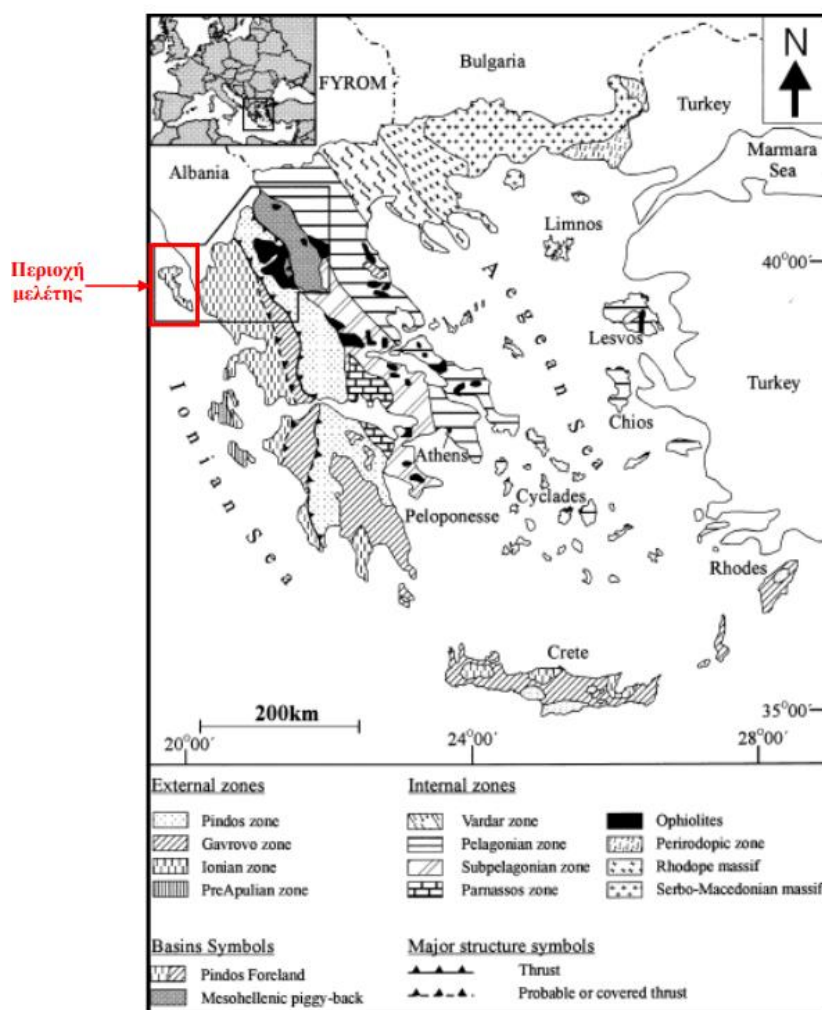 N
FYROM
Bulgaria
Turkey
Marmara
Sea
Albania
Limnos
40°00´
Περιοχή
μελέτης
Aegean Sea
Lesvos
Turkey
Ionian Sea
Chios
Athens
Cyclades
Peloponesse
Rhodes
Crete
200km
35°00´
20°00´
24°00´
28°00´
External zones
Pindos zone
Gavrovo zone
Ionian zone
PreApulian zone
Internal zones
Vardar zone
Pelagonian zone
Subpelagonian zone
Parnassos zone
Ophiolites
Perirodopic zone
Rhodope massif
Serbo-Macedonian massif
Basins Symbols
Pindos Foreland
Mesohellenic piggy-back
Major structure symbols
Thrust
Probable or covered thrust